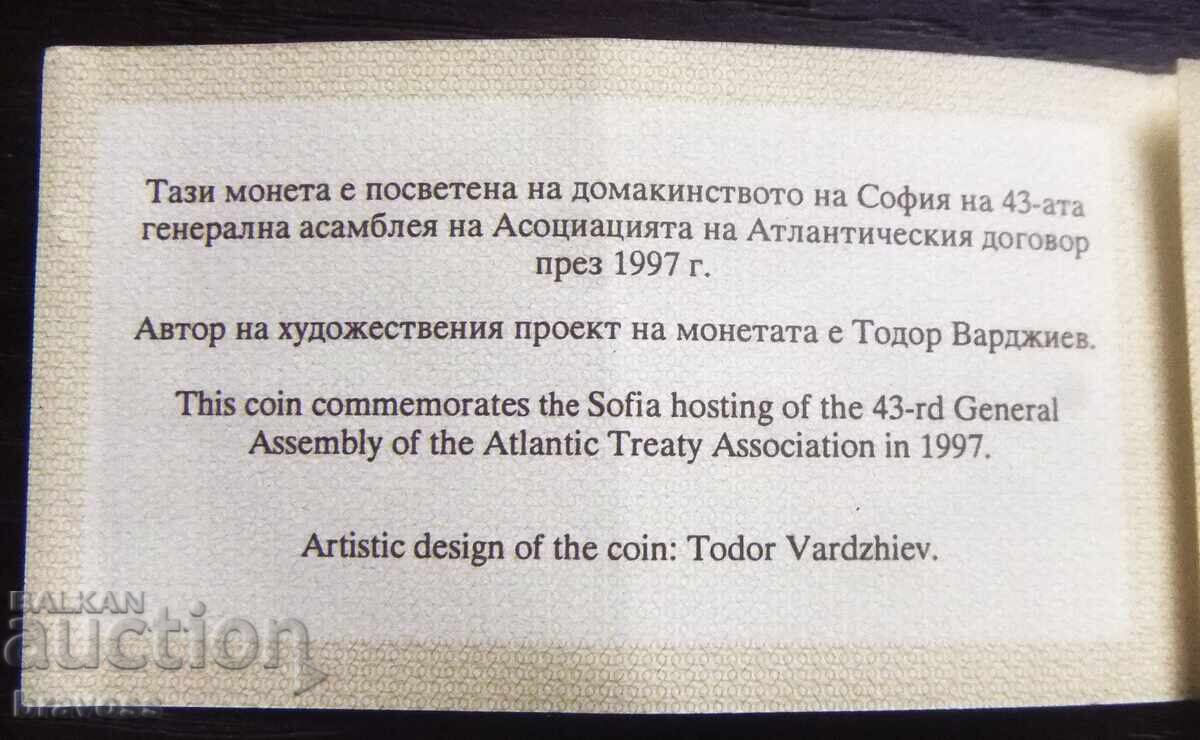 Тази монета е посветена на домакинството на София на 43-ата
генерална асамблея на Асоциацията на Атлантическия договор
през 1997 г.
Автор на художествения проект на монетата е Тодор Варджиев.
This coin commemorates the Sofia hosting of the 43-rd General
Assembly of the Atlantic Treaty Association in 1997.
Artistic design of the coin: Todor Vardzhiev.
BALKAN
auction
bravoss